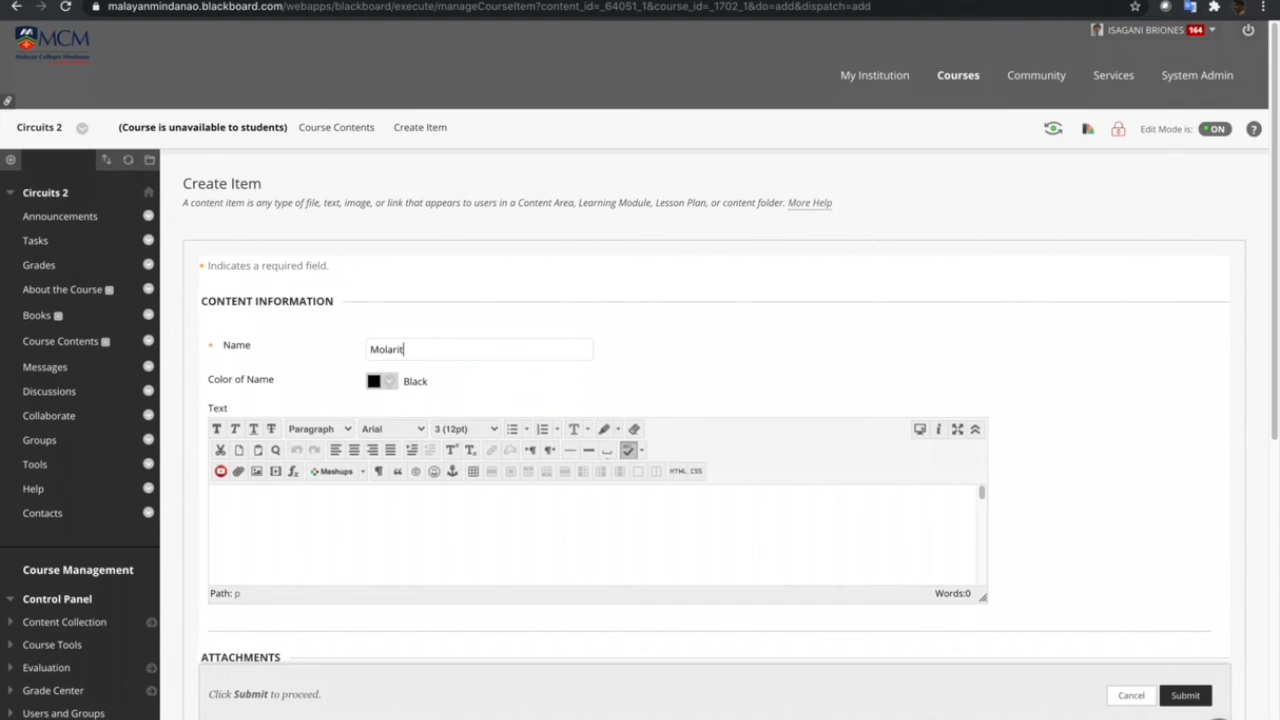 malayanmindanao.blackboard.com/webapps/blackboard/execute/manageCourseItem?content_id=_64051_1&course_id=_1702_1&do=add&dispatch=add
MCM
Malayan Colleges Mindanao
ISAGANI BRIONES 164
My Institution Courses Community Services System Admin
Circuits 2 (Course is unavailable to students) Course Contents Create Item Edit Mode is: ON ?
Circuits 2
Announcements
Tasks
Grades
About the Course
Books
Course Contents
Messages
Discussions
Collaborate
Groups
Tools
Help
Contacts
Course Management
Control Panel
Content Collection
Course Tools
Evaluation
Grade Center
Users and Groups
Create Item
A content item is any type of file, text, image, or link that appears to users in a Content Area, Learning Module, Lesson Plan, or content folder. More Help
* Indicates a required field.
CONTENT INFORMATION
* Name Molarit
Color of Name Black
Text
T T T T Paragraph Arial 3 (12pt) T
Mashups HTML CSS
Path: p Words:0
ATTACHMENTS
Click Submit to proceed. Cancel Submit